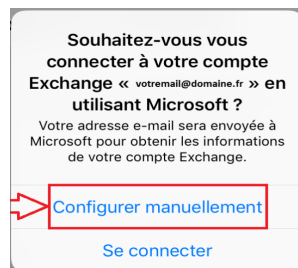 Souhaitez-vous vous
connecter à votre compte
Exchange « votremail@domaine.fr » en
utilisant Microsoft ?
Votre adresse e-mail sera envoyée à
Microsoft pour obtenir les informations
de votre compte Exchange.
Configurer manuellement
Se connecter